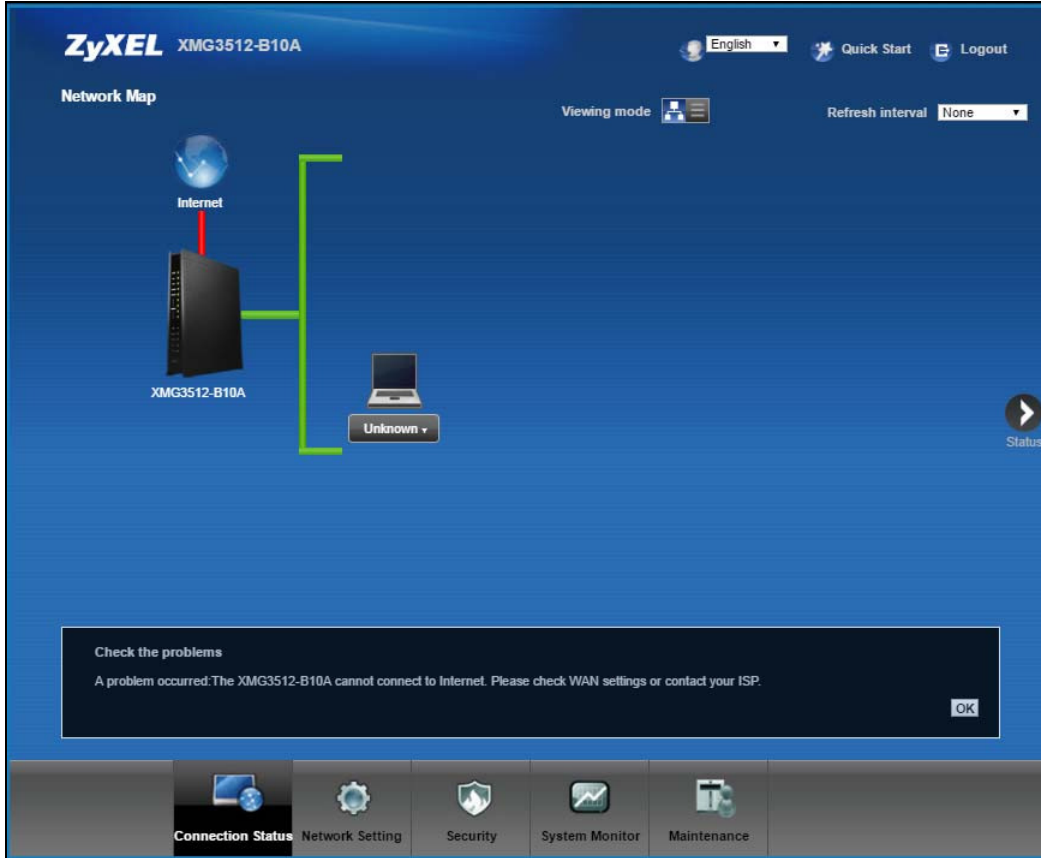 ZyXEL XMG3512-B10A
English
Quick Start
Logout
Network Map
Viewing mode
Refresh interval
None
Internet
XMG3512-B10A
Unknown
Status
Check the problems
A problem occurred:The XMG3512-B10A cannot connect to Internet. Please check WAN settings or contact your ISP.
OK
Connection Status
Network Setting
Security
System Monitor
Maintenance